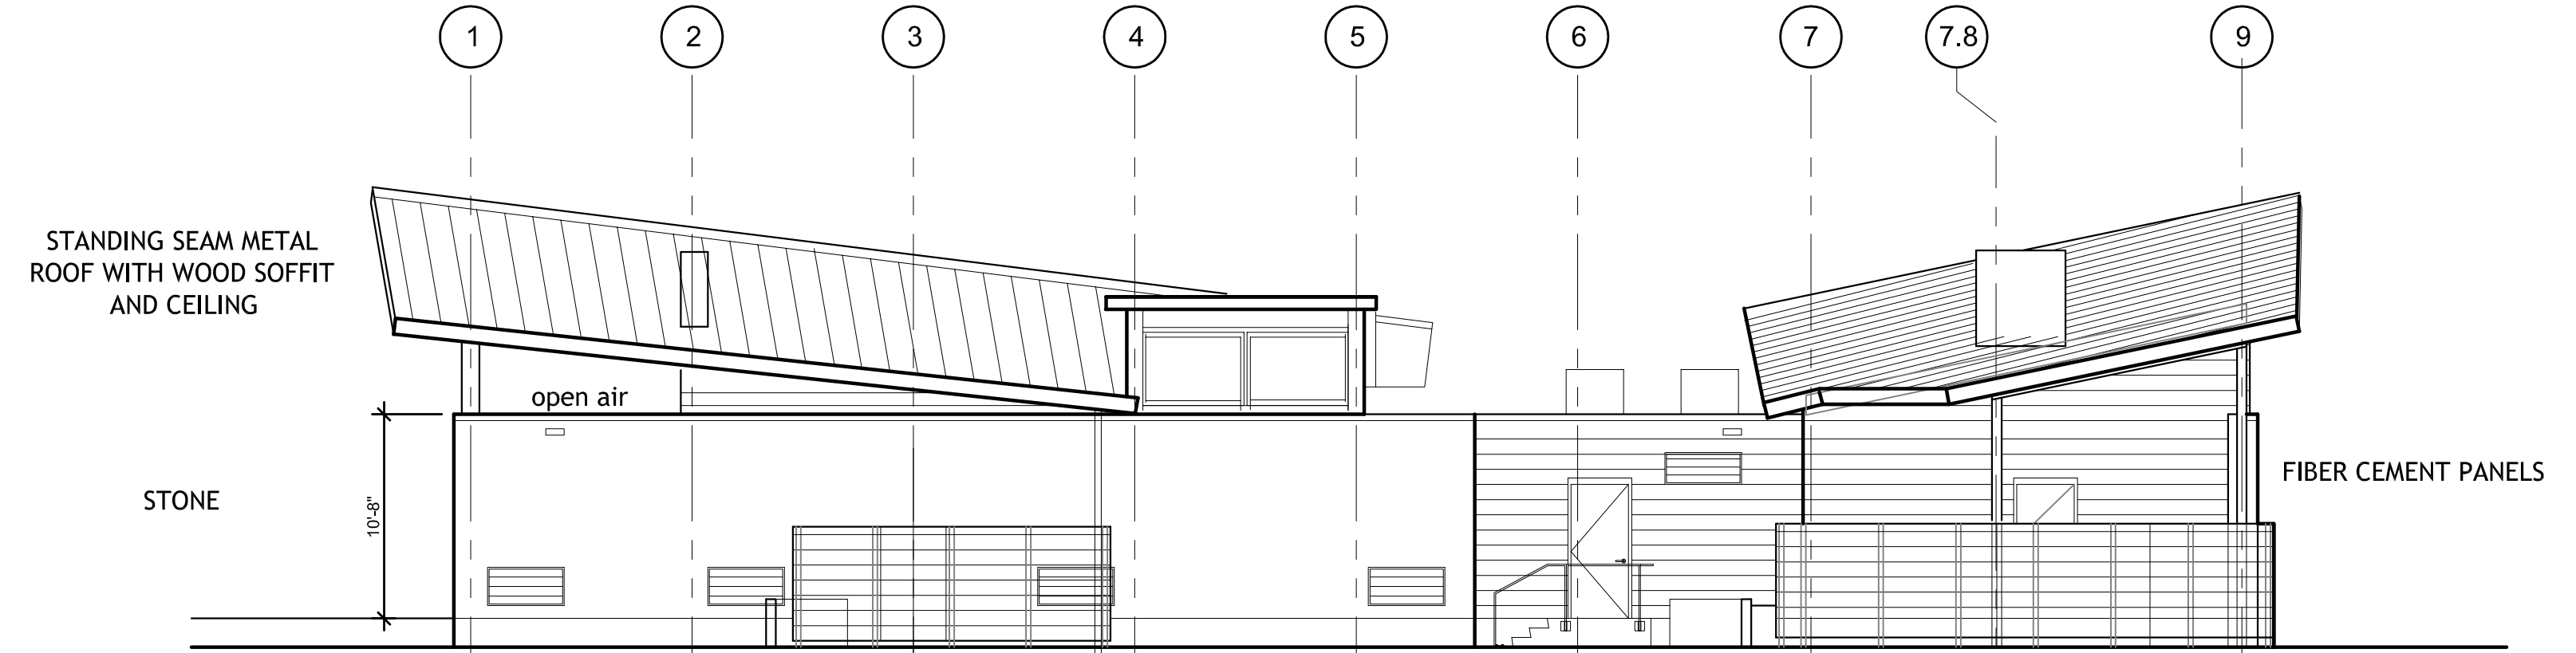 1 2 3 4 5 6 7 7.8 9
STANDING SEAM METAL
ROOF WITH WOOD SOFFIT
AND CEILING
open air
STONE
10'-8"
FIBER CEMENT PANELS